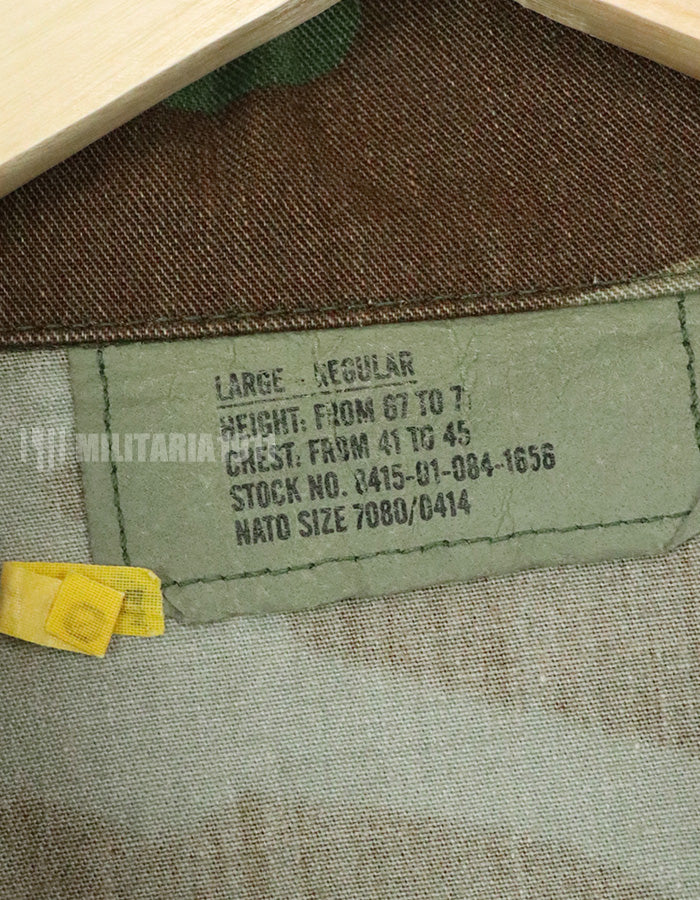 LARGE - REGULAR
HEIGHT: FROM 67 TO 7
CHEST: FROM 41 TO 45
STOCK NO. 8415-01-084-1656
NATO SIZE 7080/0414
MILITARIA